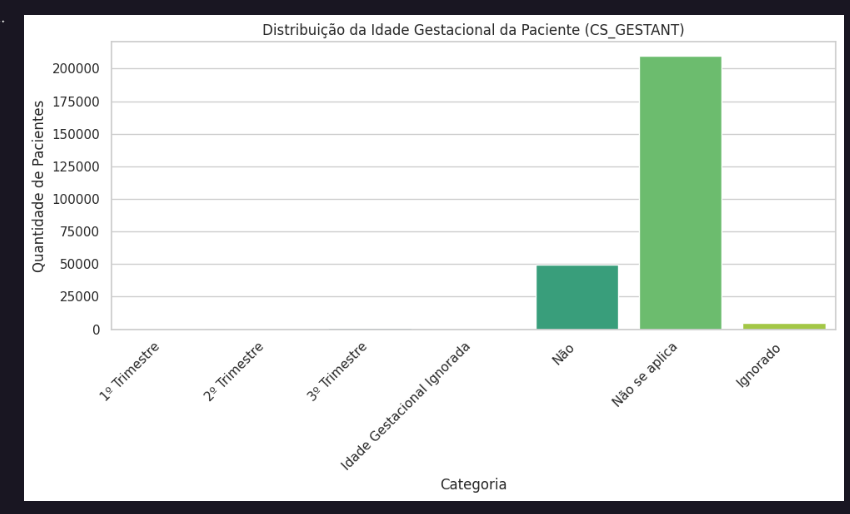 Distribuição da Idade Gestacional da Paciente (CS_GESTANT)
Quantidade de Pacientes
200000
175000
150000
125000
100000
75000
50000
25000
0
1º Trimestre
2º Trimestre
3º Trimestre
Idade Gestacional Ignorada
Não
Não se aplica
Ignorado
Categoria